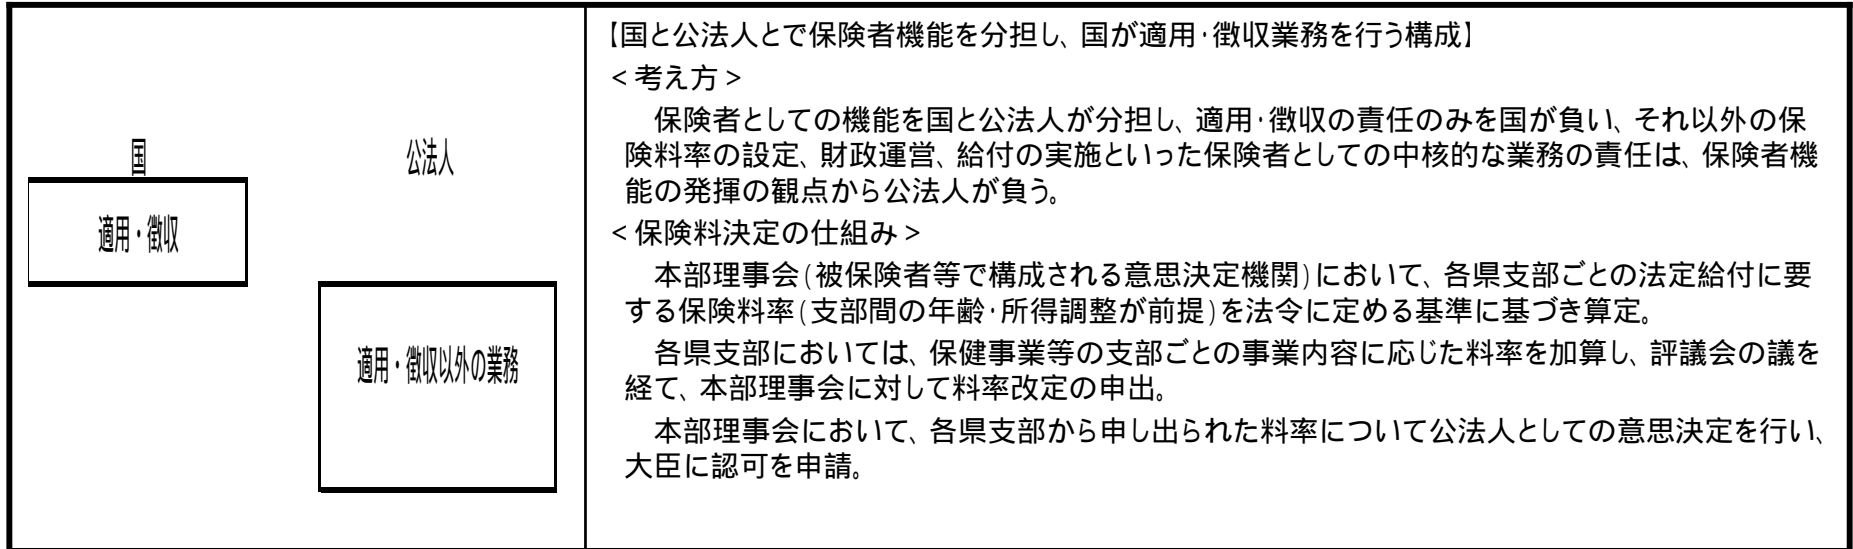 国
公法人
適用・徴収
適用・徴収以外の業務
【国と公法人とで保険者機能を分担し、国が適用・徴収業務を行う構成】
<考え方>
保険者としての機能を国と公法人が分担し、適用・徴収の責任のみを国が負い、それ以外の保
険料率の設定、財政運営、給付の実施といった保険者としての中核的な業務の責任は、保険者機
能の発揮の観点から公法人が負う。
<保険料決定の仕組み>
本部理事会(被保険者等で構成される意思決定機関)において、各県支部ごとの法定給付に要
する保険料率(支部間の年齢・所得調整が前提)を法令に定める基準に基づき算定。
各県支部においては、保健事業等の支部ごとの事業内容に応じた料率を加算し、評議会の議を
経て、本部理事会に対して料率改定の申出。
本部理事会において、各県支部から申し出られた料率について公法人としての意思決定を行い、
大臣に認可を申請。